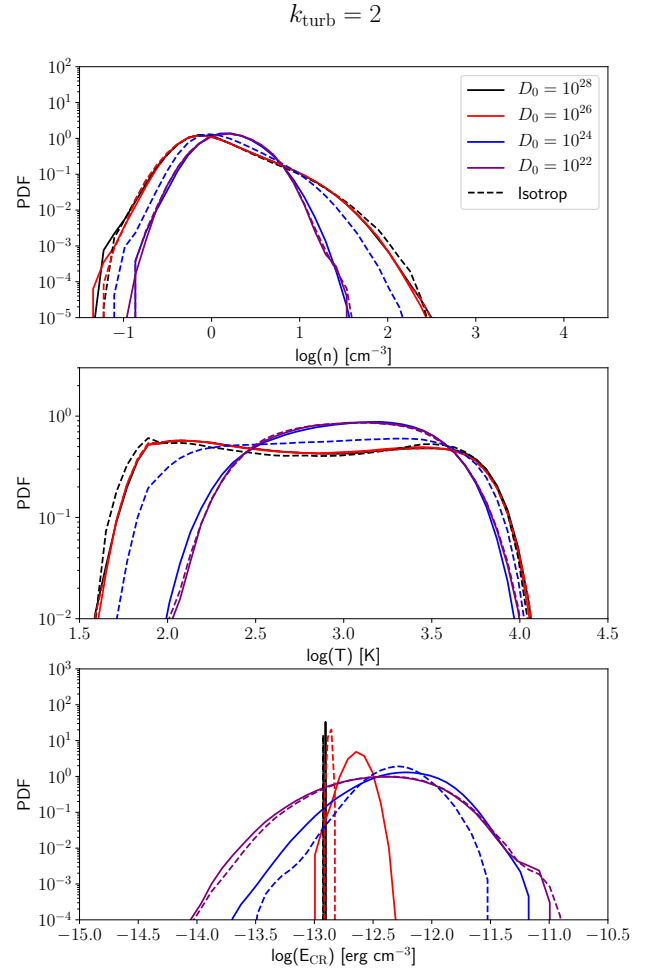 k_turb = 2
10^2
10^1
10^0
10^−1
10^−2
10^−3
10^−4
10^−5
PDF
D_0 = 10^28
D_0 = 10^26
D_0 = 10^24
D_0 = 10^22
Isotrop
−1 0 1 2 3 4
log(n) [cm^−3]
10^0
10^−1
10^−2
PDF
1.5 2.0 2.5 3.0 3.5 4.0 4.5
log(T) [K]
10^3
10^2
10^1
10^0
10^−1
10^−2
10^−3
10^−4
PDF
−15.0 −14.5 −14.0 −13.5 −13.0 −12.5 −12.0 −11.5 −11.0 −10.5
log(E_CR) [erg cm^−3]